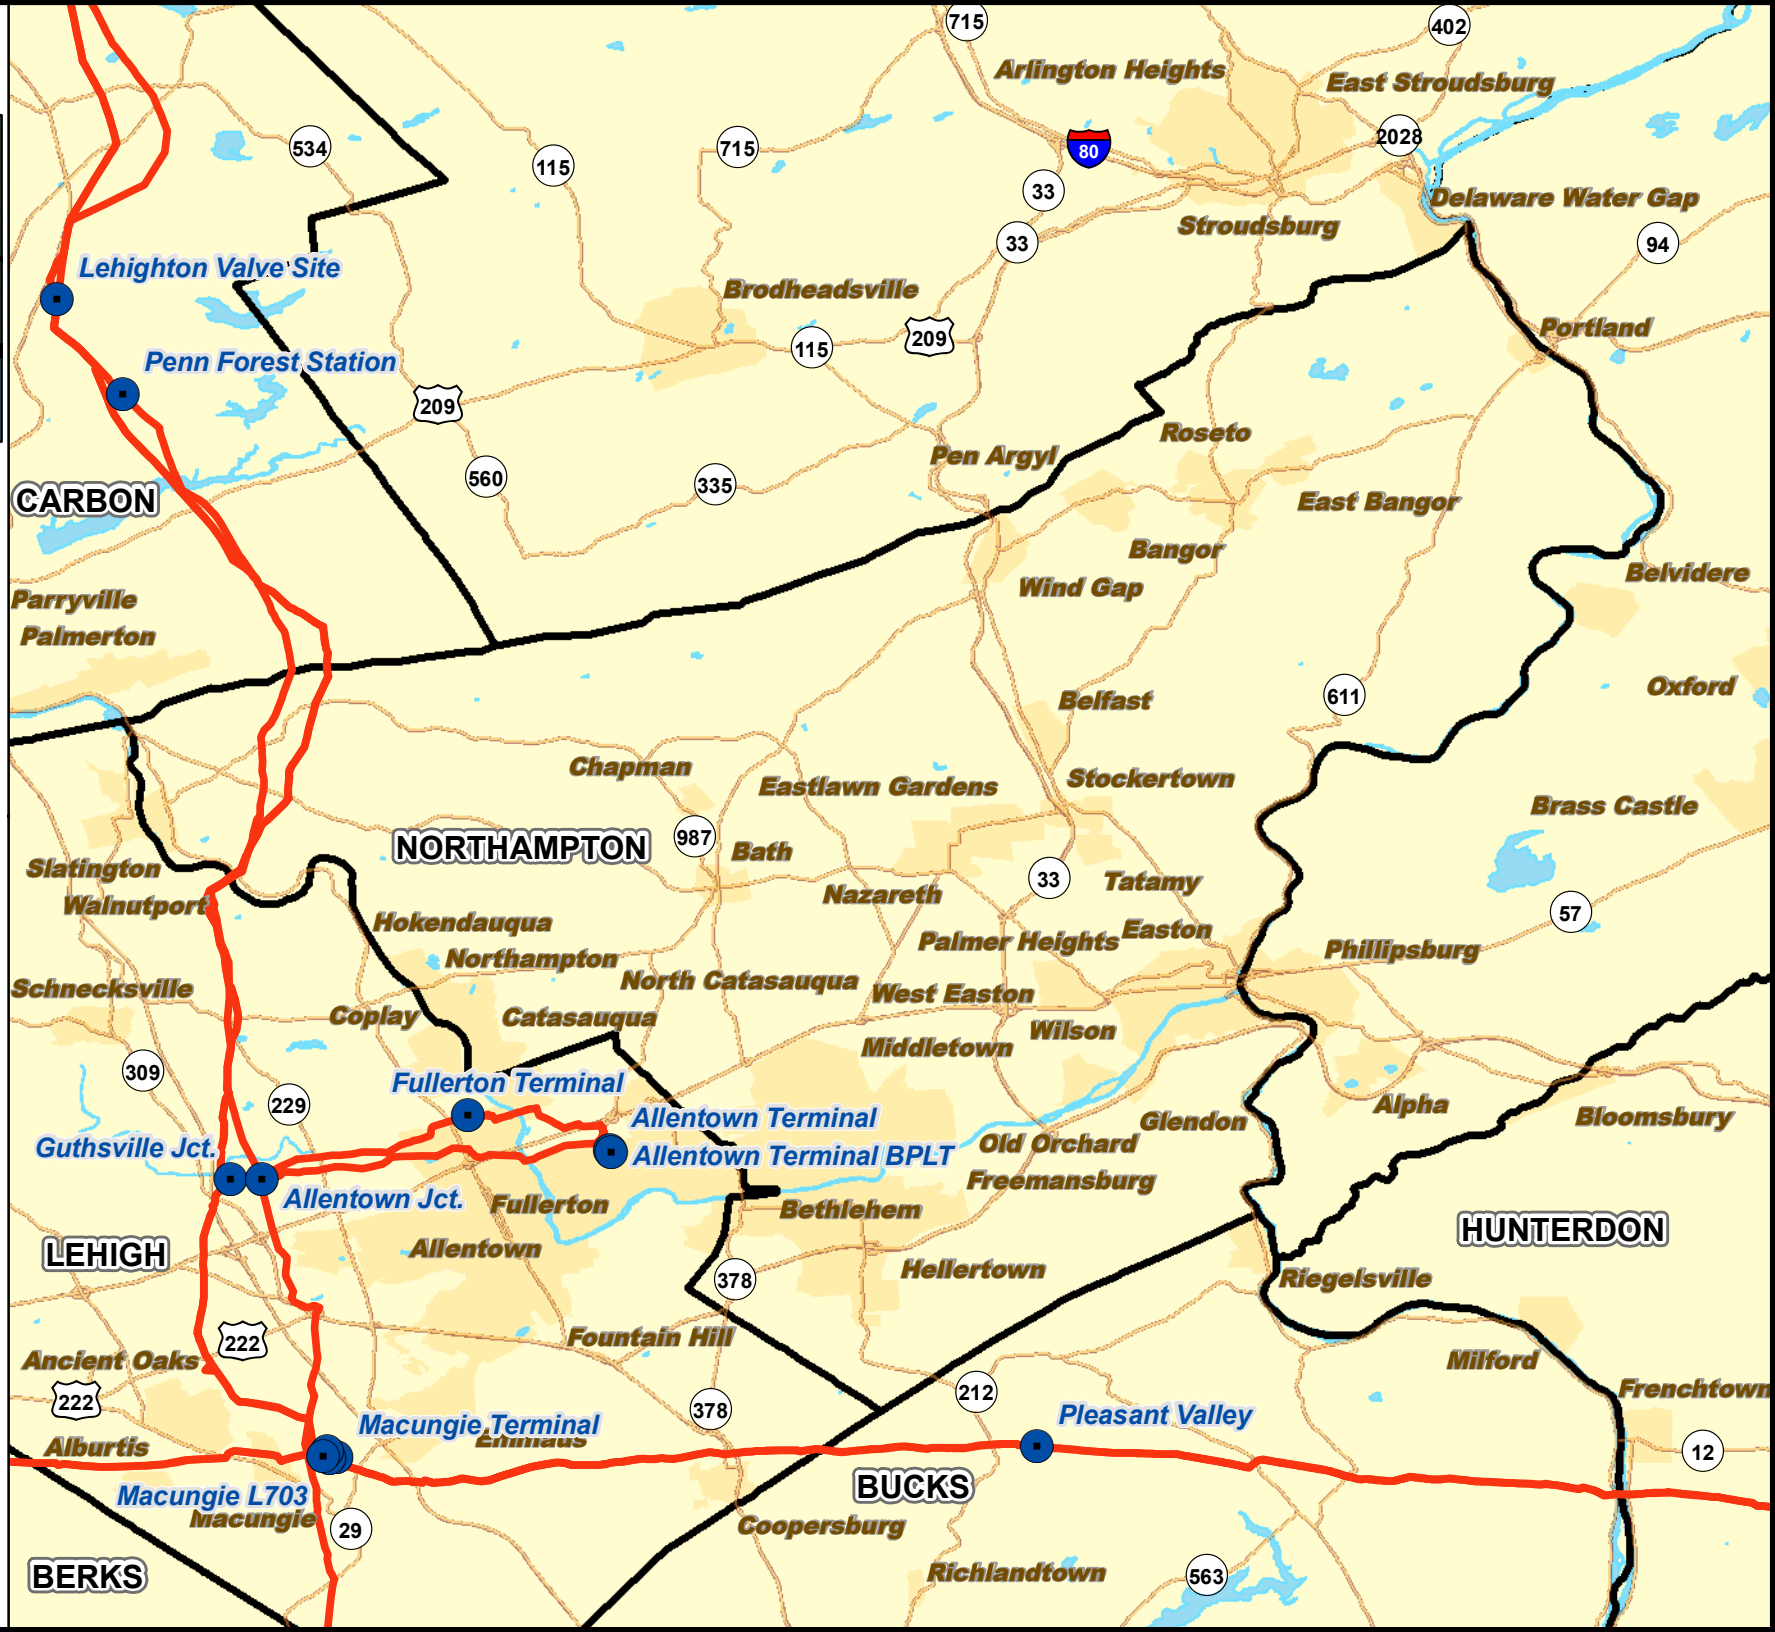 715
402
Arlington Heights
East Stroudsburg
2028
534
115
715
80
33
Delaware Water Gap
Stroudsburg
33
94
Lehighton Valve Site
Brodheadsville
Portland
209
115
Penn Forest Station
209
Roseto
Pen Argyl
560
335
CARBON
East Bangor
Bangor
Belvidere
Wind Gap
Parryville
Palmerton
Oxford
611
Belfast
Chapman
Stockertown
Eastlawn Gardens
Brass Castle
987
NORTHAMPTON
Bath
Slatington
33
Tatamy
Nazareth
Walnutport
57
Hokendauqua
Easton
Palmer Heights
Phillipsburg
Northampton
North Catasauqua
Schnecksville
West Easton
Coplay
Catasauqua
Wilson
Middletown
309
Fullerton Terminal
229
Alpha
Allentown Terminal
Bloomsbury
Glendon
Old Orchard
Guthsville Jct.
Allentown Terminal BPLT
Freemansburg
Allentown Jct.
Fullerton
Bethlehem
HUNTERDON
LEHIGH
Allentown
Hellertown
378
Riegelsville
222
Fountain Hill
Ancient Oaks
Milford
Frenchtown
222
212
378
Pleasant Valley
Macungie Terminal
Emmaus
Alburtis
12
BUCKS
Macungie L703
Macungie
Coopersburg
29
BERKS
Richlandtown
563